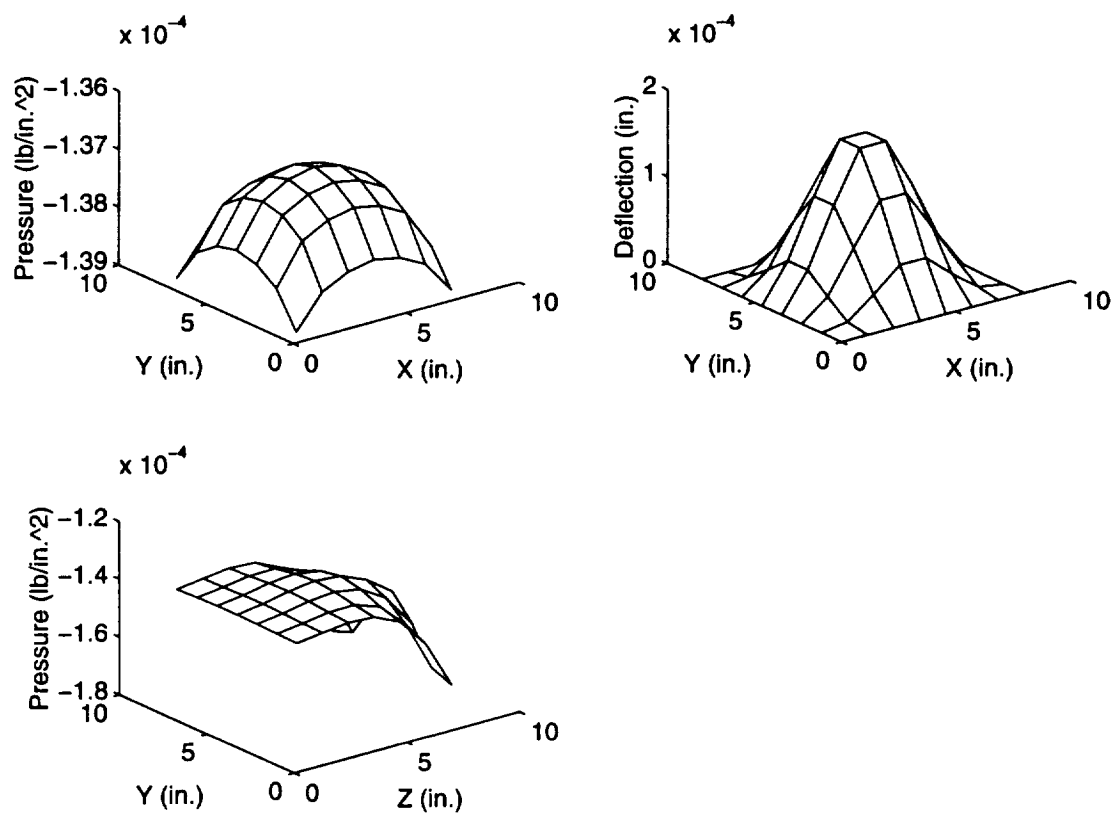 x 10^-4
Pressure (lb/in.^2)
−1.36
−1.37
−1.38
−1.39
10
5
0
Y (in.)
0
5
10
X (in.)
x 10^-4
Deflection (in.)
2
1
0
10
5
0
Y (in.)
0
5
10
X (in.)
x 10^-4
Pressure (lb/in.^2)
−1.2
−1.4
−1.6
−1.8
10
5
0
Y (in.)
0
5
10
Z (in.)